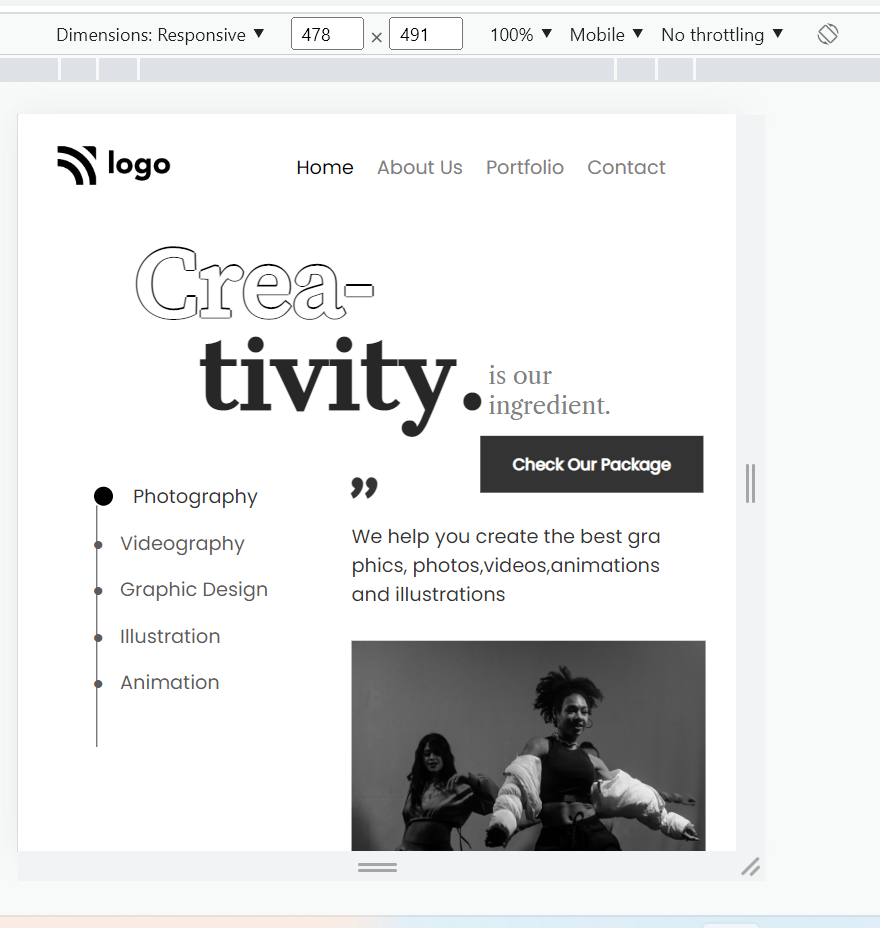 Dimensions: Responsive ▼ 478 × 491 100% ▼ Mobile ▼ No throttling ▼
logo Home About Us Portfolio Contact
Crea-
tivity.
is our
ingredient.
Check Our Package
Photography
Videography
Graphic Design
Illustration
Animation
”
We help you create the best gra
phics, photos,videos,animations
and illustrations